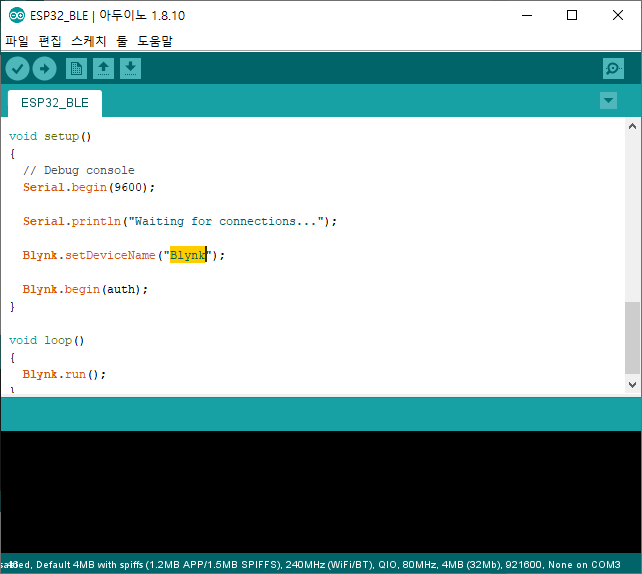 ESP32_BLE | 아두이노 1.8.10
파일 편집 스케치 툴 도움말
ESP32_BLE
void setup()
{
// Debug console
Serial.begin(9600);
Serial.println("Waiting for connections...");
Blynk.setDeviceName("Blynk");
Blynk.begin(auth);
}
void loop()
{
Blynk.run();
}
Default 4MB with spiffs (1.2MB APP/1.5MB SPIFFS), 240MHz (WiFi/BT), QIO, 80MHz, 4MB (32Mb), 921600, None on COM3